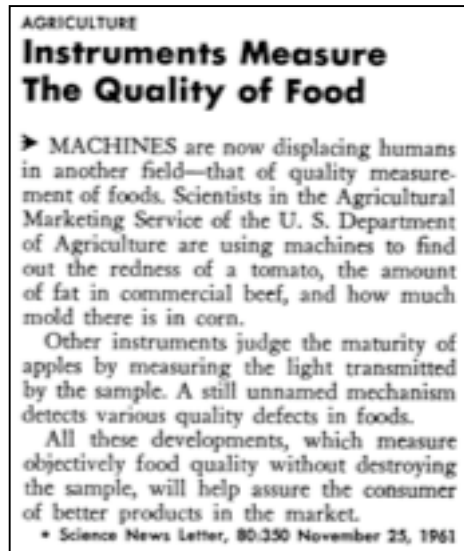 AGRICULTURE
Instruments Measure
The Quality of Food
➤ MACHINES are now displacing humans
in another field—that of quality measure-
ment of foods. Scientists in the Agricultural
Marketing Service of the U. S. Department
of Agriculture are using machines to find
out the redness of a tomato, the amount
of fat in commercial beef, and how much
mold there is in corn.
Other instruments judge the maturity of
apples by measuring the light transmitted
by the sample. A still unnamed mechanism
detects various quality defects in foods.
All these developments, which measure
objectively food quality without destroying
the sample, will help assure the consumer
of better products in the market.
• Science News Letter, 80:350 November 25, 1961